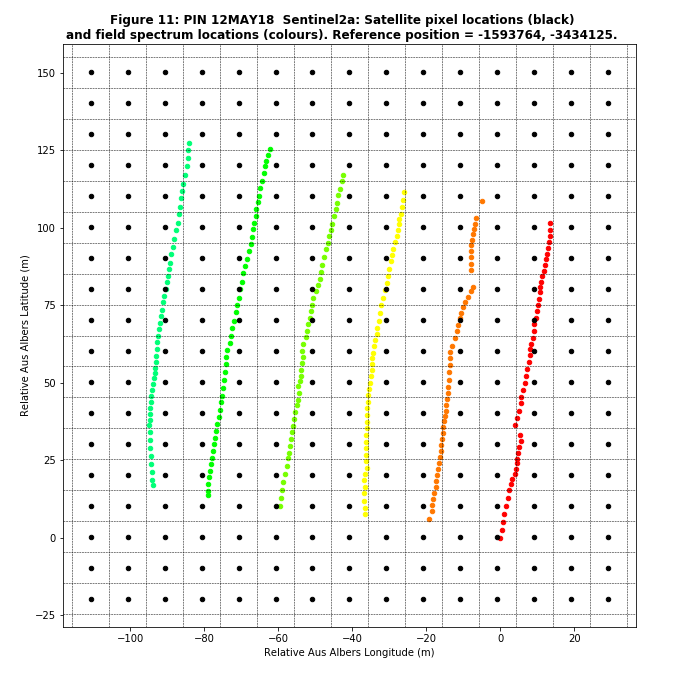 Figure 11: PIN 12MAY18  Sentinel2a: Satellite pixel locations (black)
and field spectrum locations (colours). Reference position = -1593764, -3434125.
150
125
100
75
50
25
0
−25
Relative Aus Albers Latitude (m)
−100 −80 −60 −40 −20 0 20
Relative Aus Albers Longitude (m)